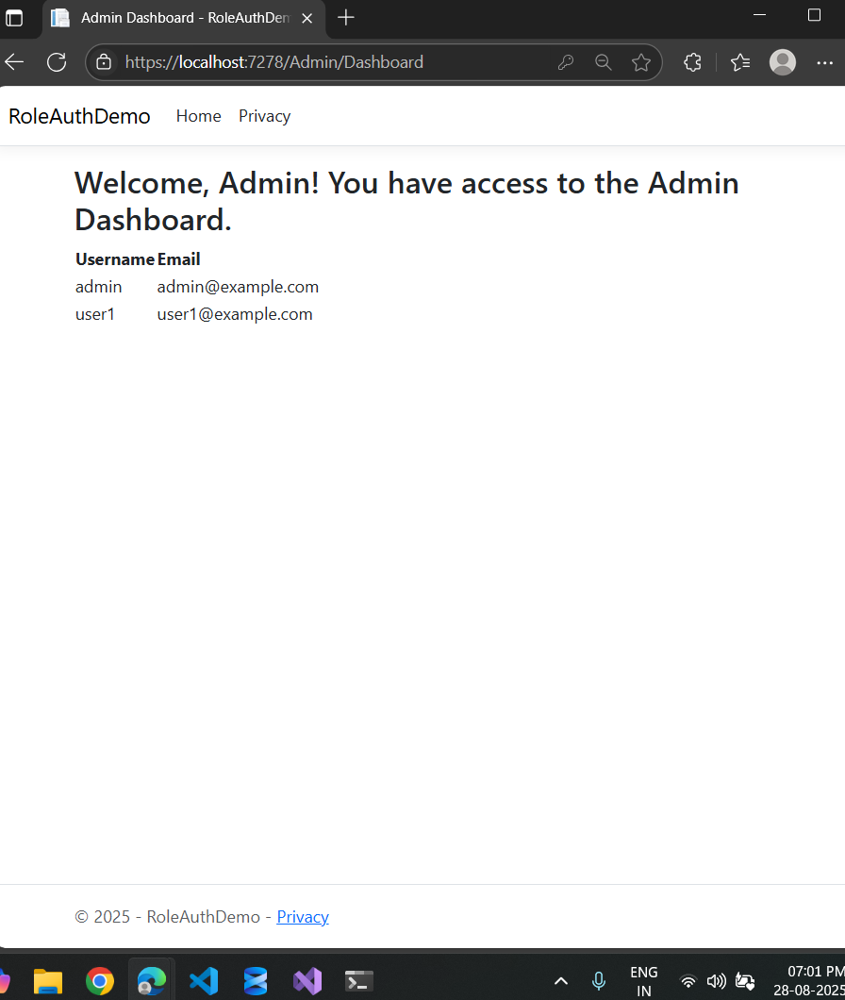 Admin Dashboard - RoleAuthDem
https://localhost:7278/Admin/Dashboard
RoleAuthDemo Home Privacy
Welcome, Admin! You have access to the Admin
Dashboard.
Username Email
admin admin@example.com
user1 user1@example.com
© 2025 - RoleAuthDemo - Privacy
ENG 07:01 PM
IN 28-08-2025